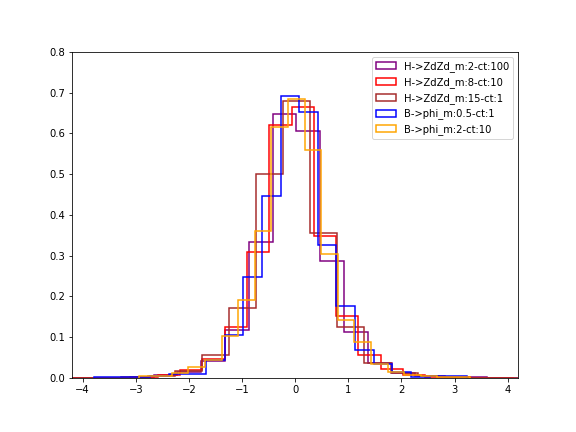 0.8
0.7
0.6
0.5
0.4
0.3
0.2
0.1
0.0
−4 −3 −2 −1 0 1 2 3 4
H->ZdZd_m:2-ct:100
H->ZdZd_m:8-ct:10
H->ZdZd_m:15-ct:1
B->phi_m:0.5-ct:1
B->phi_m:2-ct:10